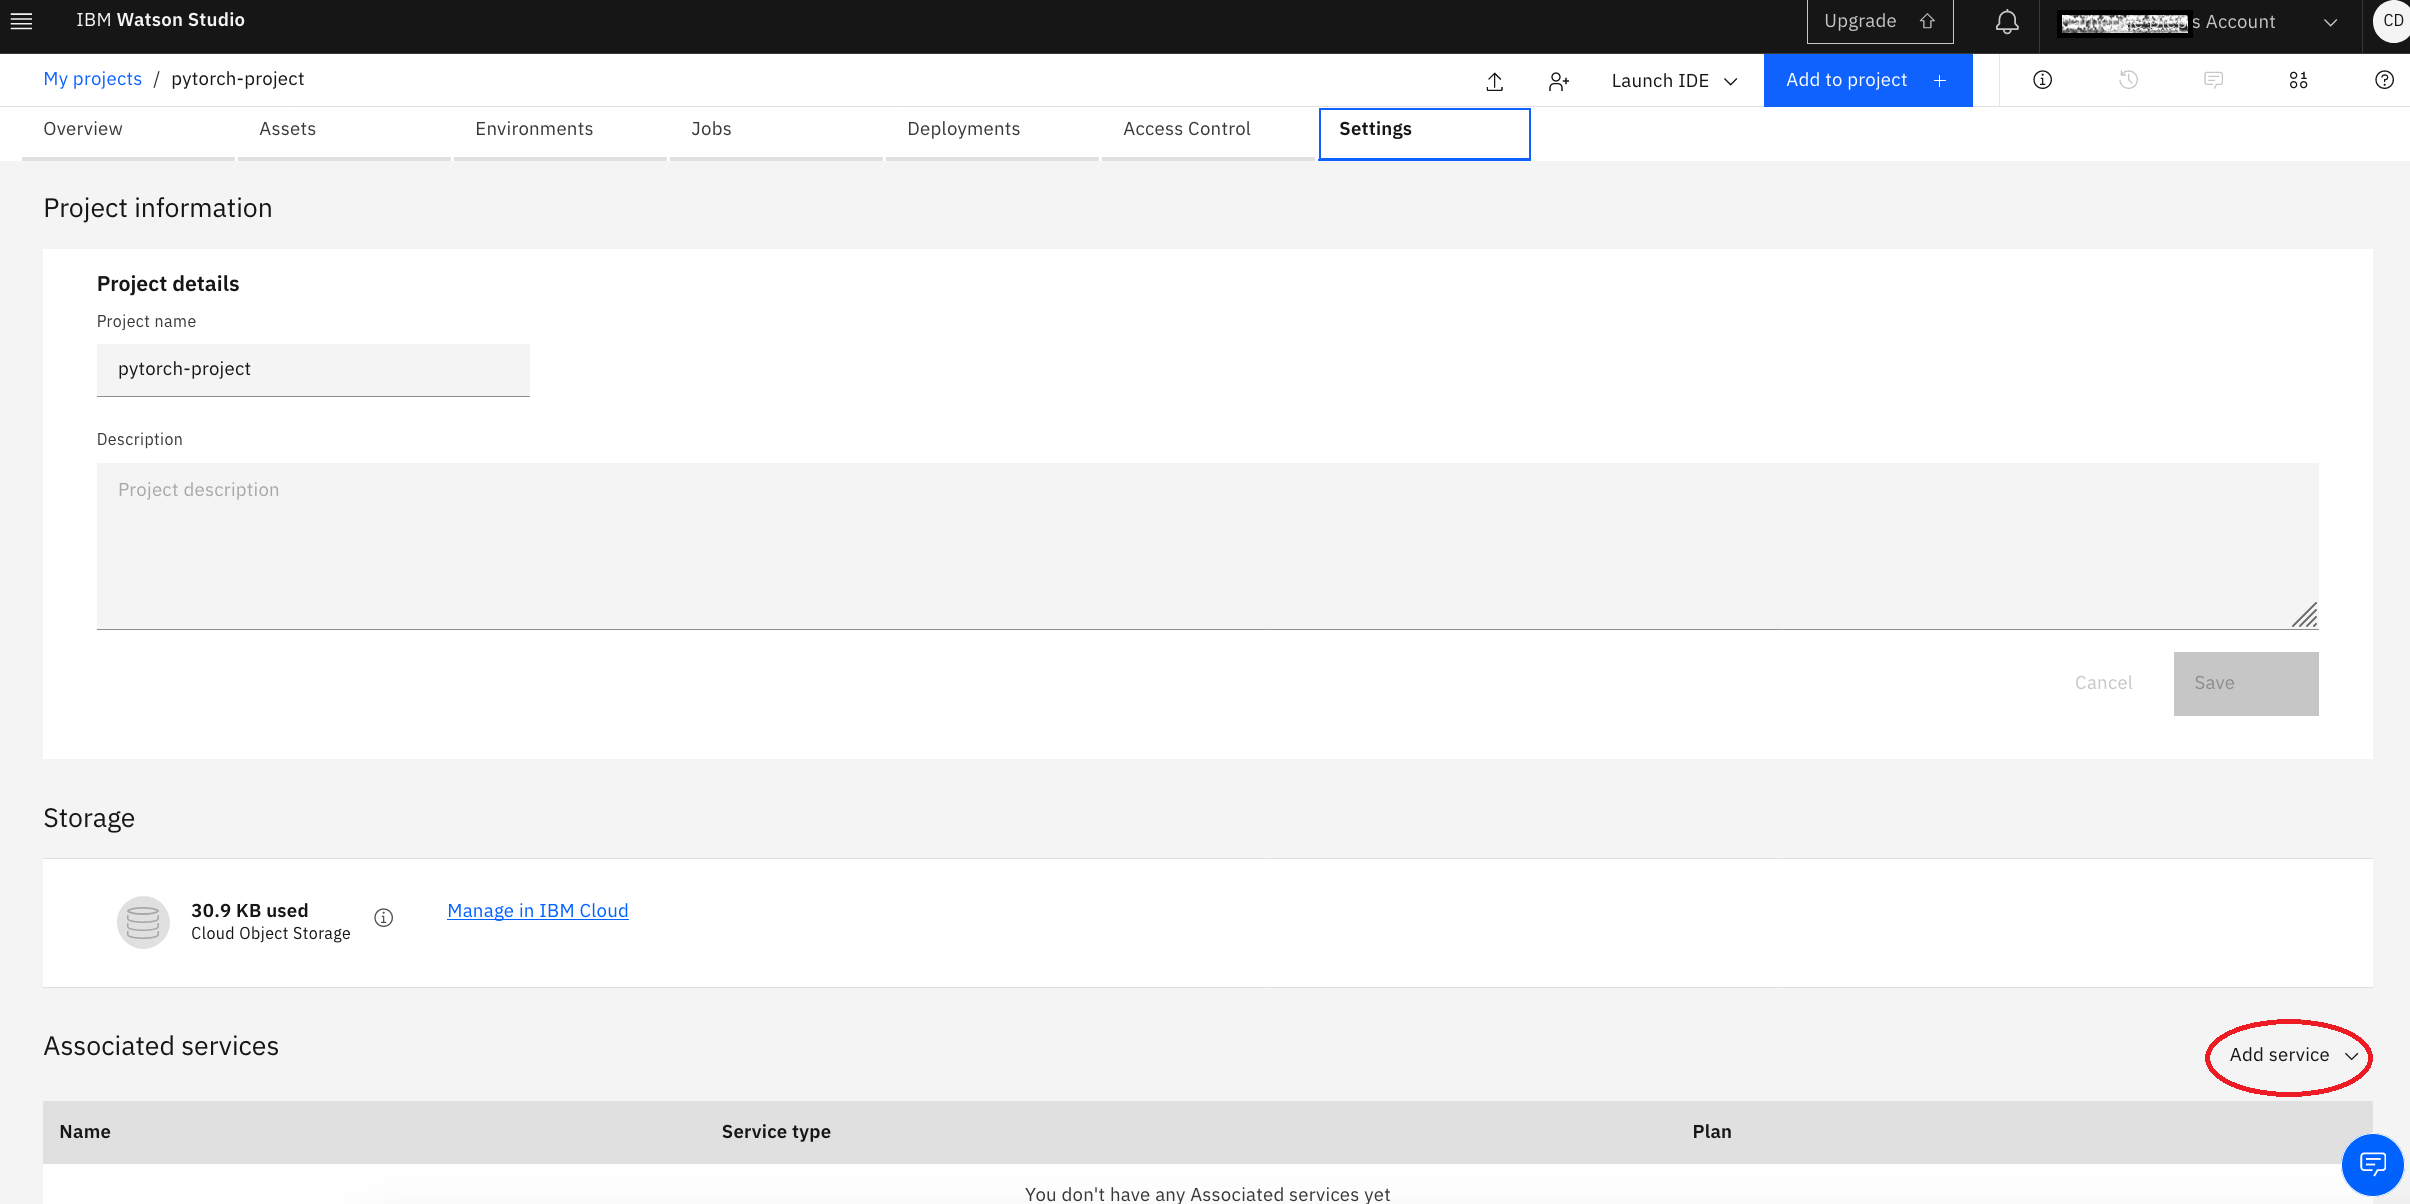 IBM Watson Studio
Upgrade
s Account
CD
My projects / pytorch-project
Launch IDE
Add to project +
Overview
Assets
Environments
Jobs
Deployments
Access Control
Settings
Project information
Project details
Project name
pytorch-project
Description
Project description
Cancel
Save
Storage
30.9 KB used
Cloud Object Storage
Manage in IBM Cloud
Associated services
Add service
Name
Service type
Plan
You don't have any Associated services yet